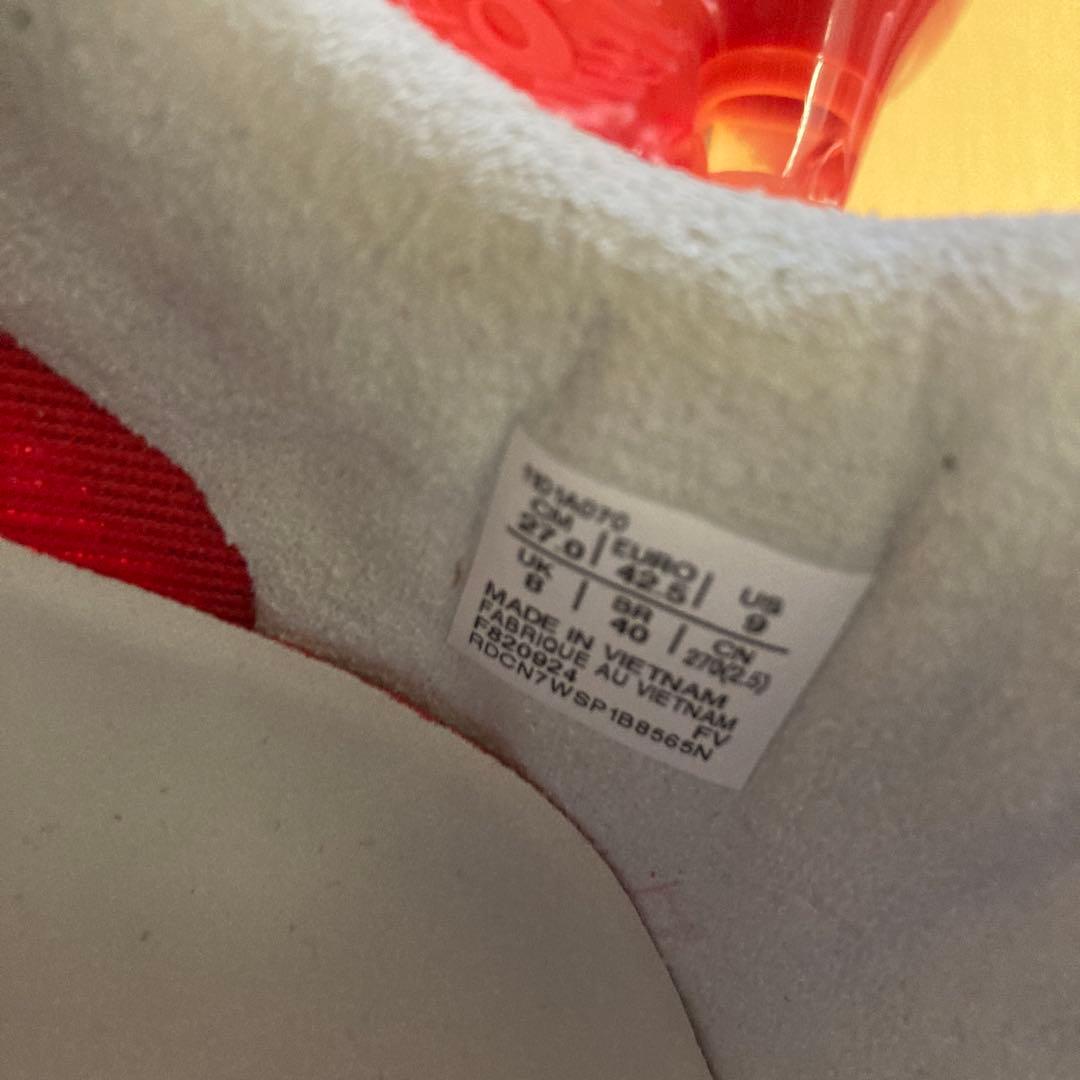 1101A070
CM | EURO | US
27.0 | 42.5 | 9
UK | BR | CN
8 | 40 | 270(2.5)
MADE IN VIETNAM
FABRIQUE AU VIETNAM
F820924 FV
RDCN7WSP1B8565N